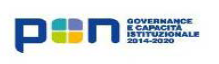 pon
GOVERNANCE
E CAPACITÀ
ISTITUZIONALE
2014-2020